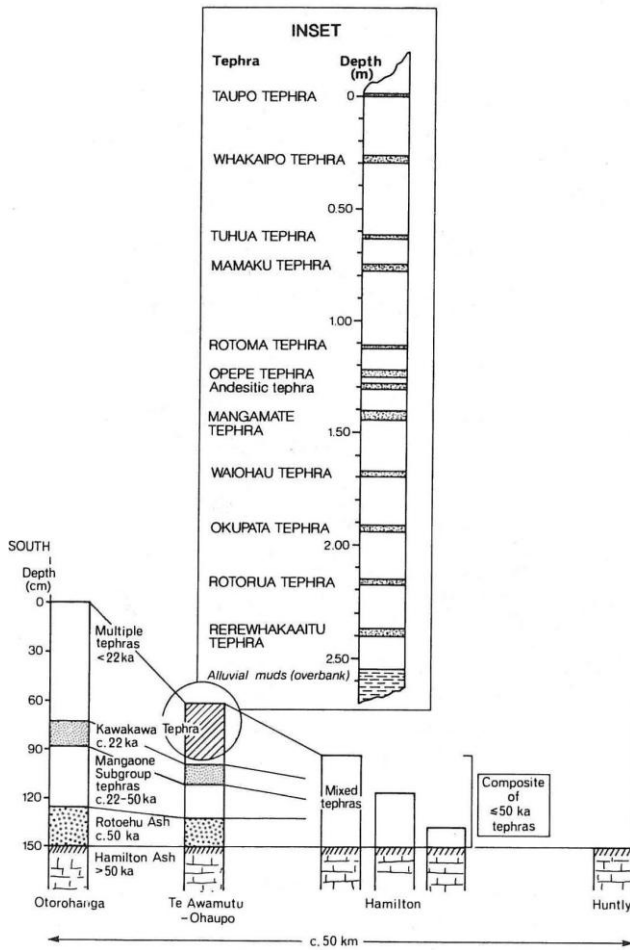 INSET
Tephra
Depth
(m)
TAUPO TEPHRA
0
WHAKAIPO TEPHRA
0.50
TUHUA TEPHRA
MAMAKU TEPHRA
1.00
ROTOMA TEPHRA
OPEPE TEPHRA
Andesitic tephra
MANGAMATE
TEPHRA
1.50
WAIOHAU TEPHRA
OKUPATA TEPHRA
2.00
ROTORUA TEPHRA
REREWHAKAAITU
TEPHRA
2.50
Alluvial muds (overbank)
SOUTH
Depth
(cm)
0
30
60
90
120
150
Multiple
tephras
<22ka
Kawakawa Tephra
c. 22 ka
Mangaone
Subgroup
tephras
c. 22-50 ka
Rotoehu Ash
c. 50 ka
Hamilton Ash
>50 ka
Mixed
tephras
Composite
of
≤50 ka
tephras
Otorohanga
Te Awamutu
-Ohaupo
Hamilton
Huntly
c. 50 km